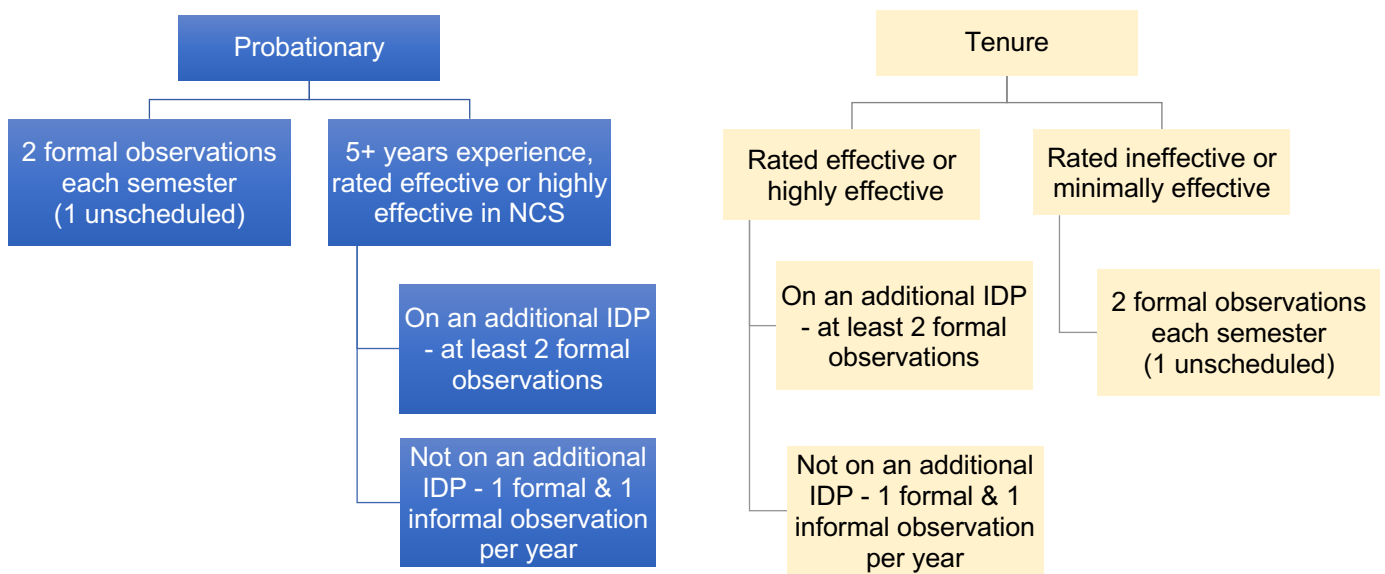 Probationary
2 formal observations
each semester
(1 unscheduled)
5+ years experience,
rated effective or highly
effective in NCS
On an additional IDP
- at least 2 formal
observations
Not on an additional
IDP - 1 formal & 1
informal observation
per year
Tenure
Rated effective or
highly effective
Rated ineffective or
minimally effective
On an additional IDP
- at least 2 formal
observations
2 formal observations
each semester
(1 unscheduled)
Not on an additional
IDP - 1 formal & 1
informal observation
per year